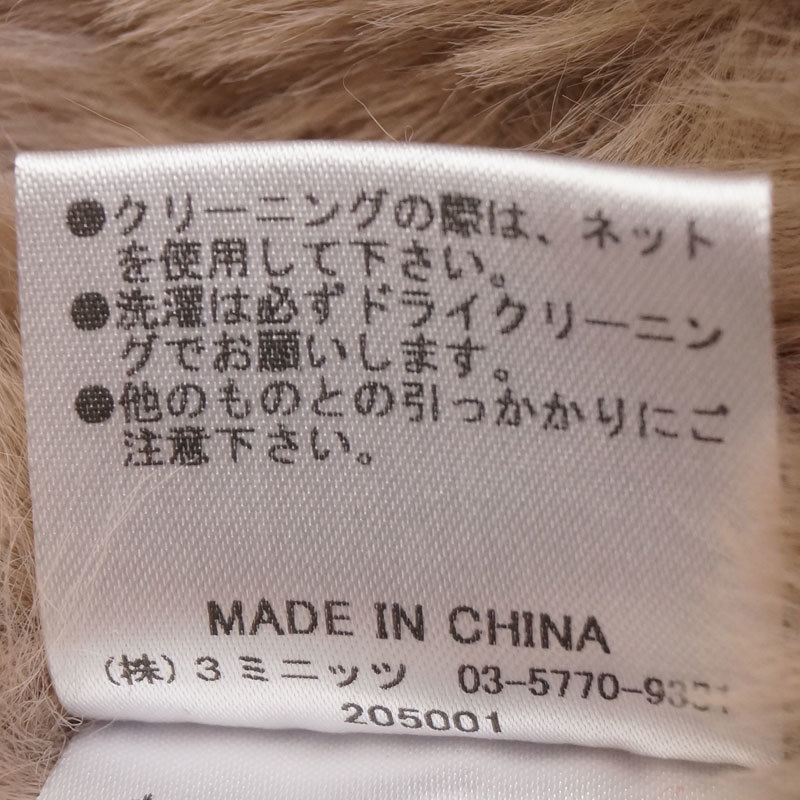 ●クリーニングの際は、ネット
を使用して下さい。
●洗濯は必ずドライクリーニン
グでお願いします。
●他のものとの引っかかりにご
注意下さい。
MADE IN CHINA
(株)3ミニッツ
205001